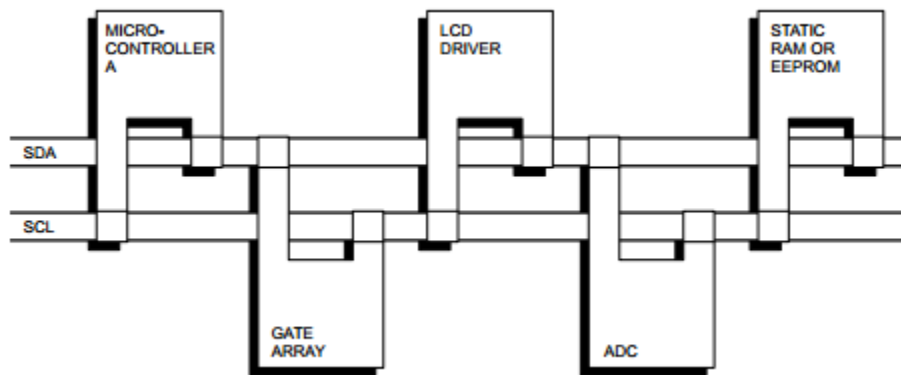 MICRO-
CONTROLLER
A
LCD
DRIVER
STATIC
RAM OR
EEPROM
SDA
SCL
GATE
ARRAY
ADC